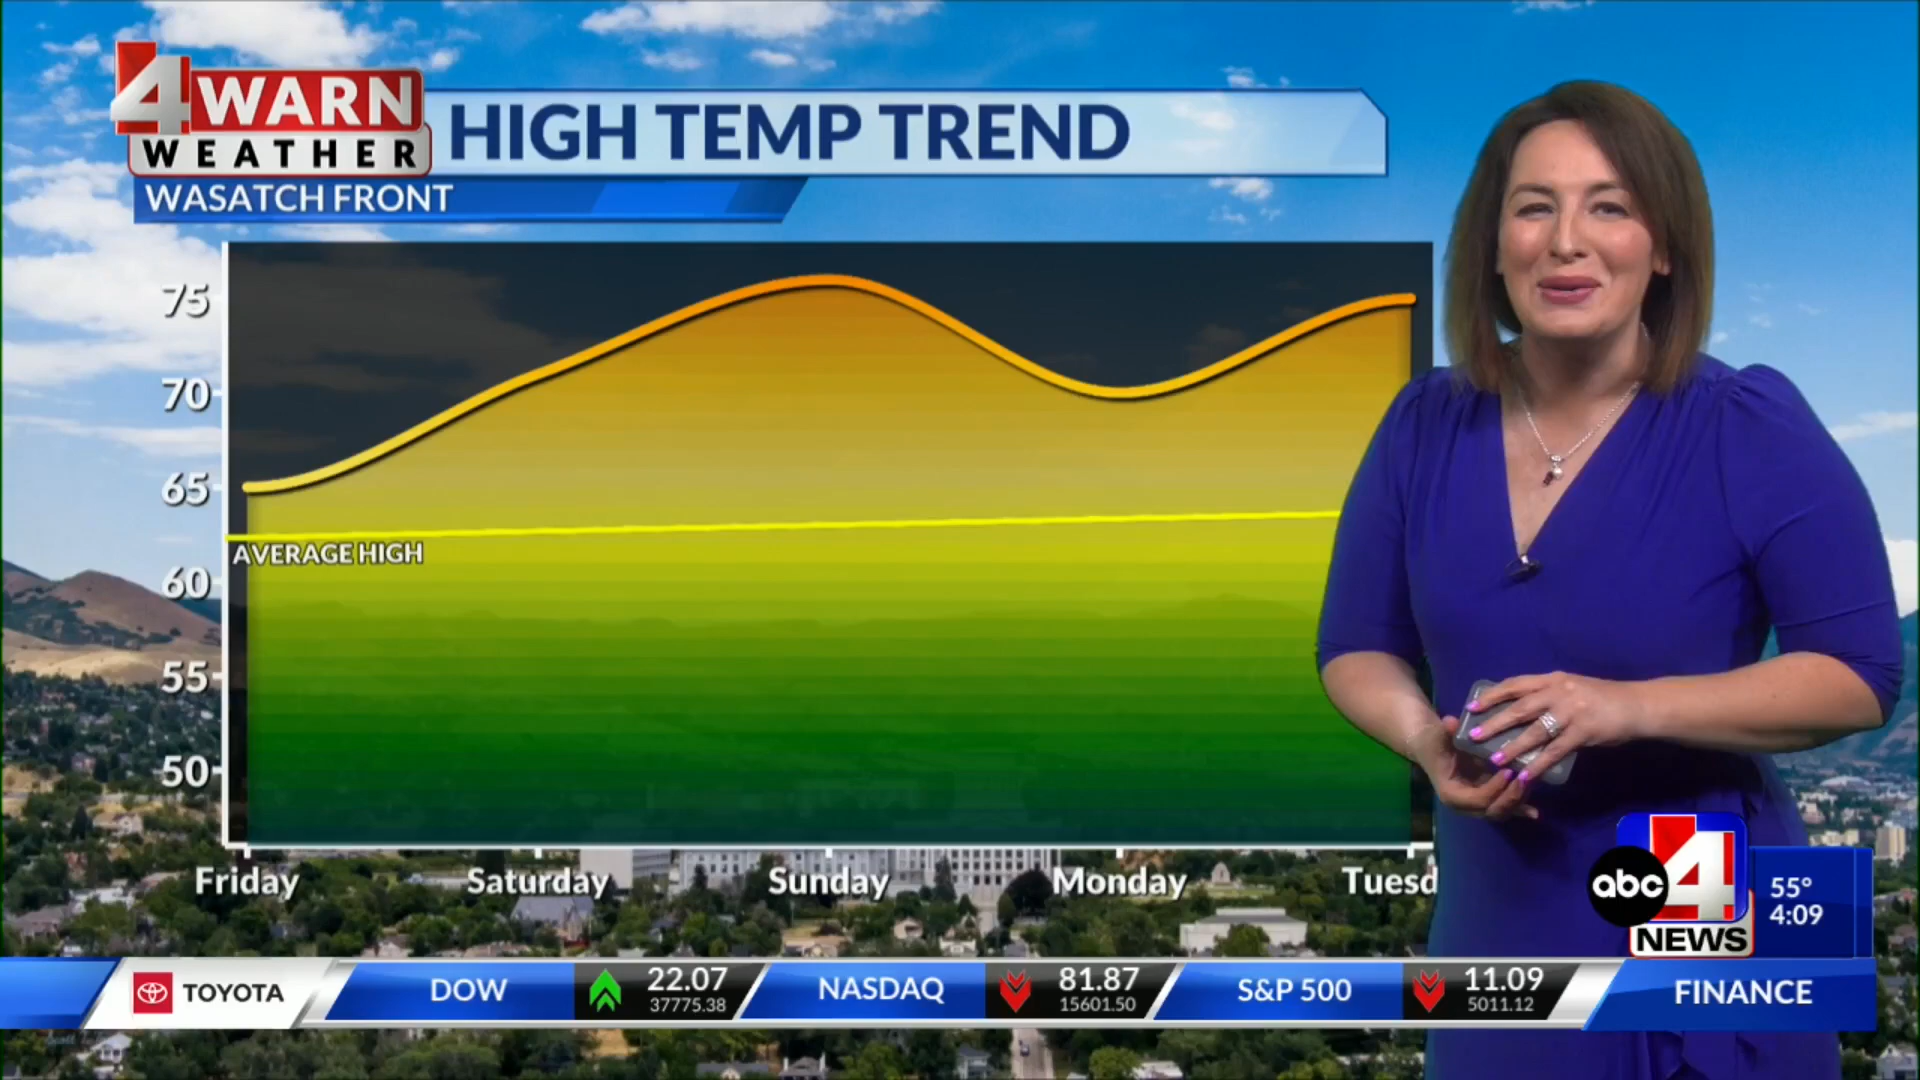 4WARN
WEATHER
HIGH TEMP TREND
WASATCH FRONT
75
70
65
60
55
50
AVERAGE HIGH
Friday
Saturday
Sunday
Monday
Tuesd
abc
4
NEWS
55°
4:09
TOYOTA
DOW
22.07
37775.38
NASDAQ
81.87
15601.50
S&P 500
11.09
5011.12
FINANCE